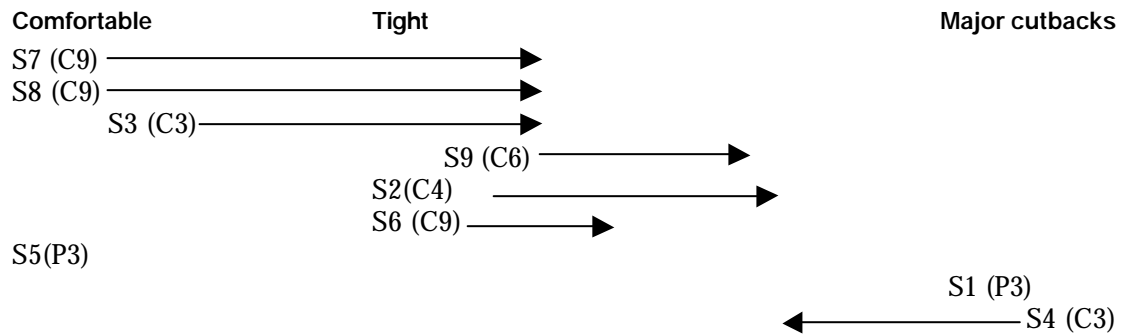 Comfortable Tight Major cutbacks
S7 (C9)
S8 (C9)
S3 (C3)
S9 (C6)
S2(C4)
S6 (C9)
S5(P3)
S1 (P3)
S4 (C3)